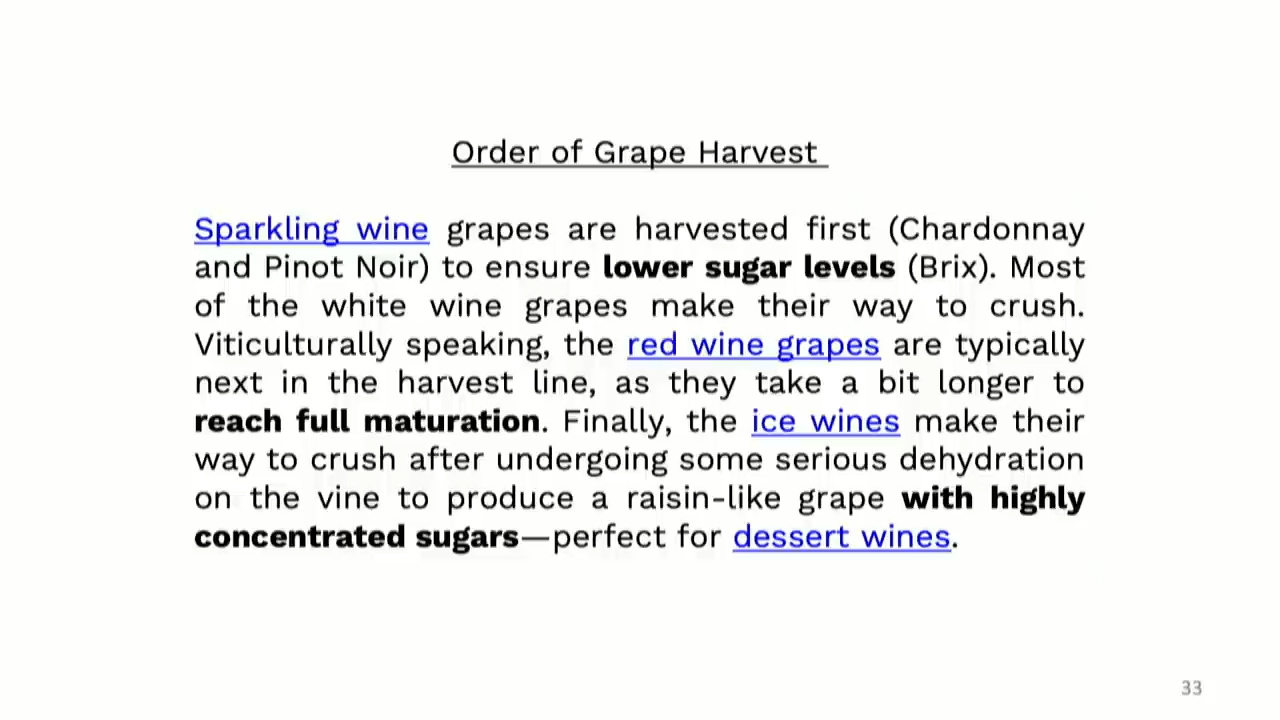 Order of Grape Harvest
Sparkling wine grapes are harvested first (Chardonnay
and Pinot Noir) to ensure lower sugar levels (Brix). Most
of the white wine grapes make their way to crush.
Viticulturally speaking, the red wine grapes are typically
next in the harvest line, as they take a bit longer to
reach full maturation. Finally, the ice wines make their
way to crush after undergoing some serious dehydration
on the vine to produce a raisin-like grape with highly
concentrated sugars—perfect for dessert wines.
33